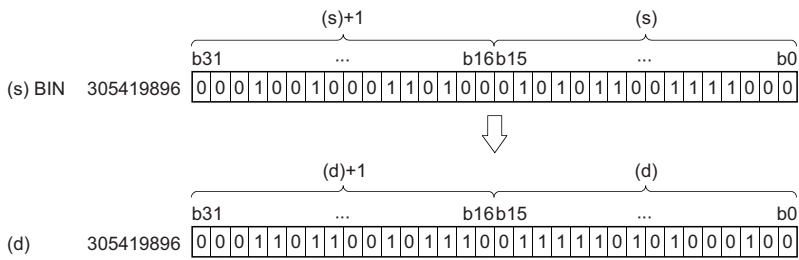 (s)+1 (s)
b31 ... b16 b15 ... b0
(s) BIN 305419896 0 0 0 1 0 0 1 0 0 0 1 1 0 1 0 0 0 1 0 1 0 1 1 0 0 1 1 1 1 0 0 0
(d)+1 (d)
b31 ... b16 b15 ... b0
(d) 305419896 0 0 0 1 1 0 1 1 0 0 1 0 1 1 1 0 0 1 1 1 1 1 0 1 0 1 0 0 0 1 0 0